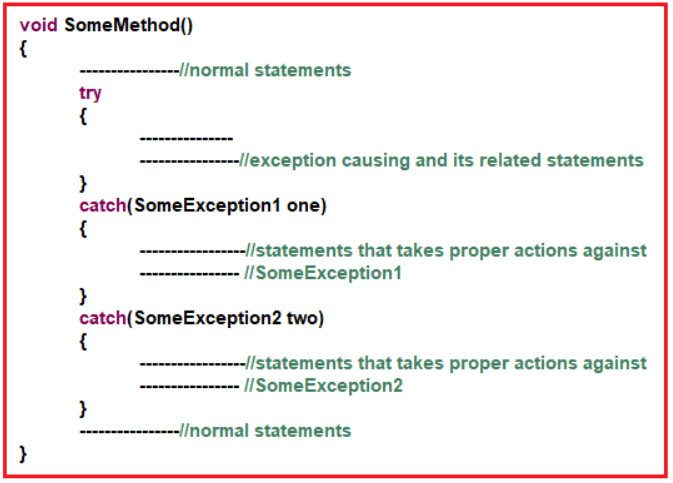 void SomeMethod()
{
----------------//normal statements
try
{
---------------
----------------//exception causing and its related statements
}
catch(SomeException1 one)
{
-----------------//statements that takes proper actions against
---------------- //SomeException1
}
catch(SomeException2 two)
{
-----------------//statements that takes proper actions against
---------------- //SomeException2
}
----------------//normal statements
}